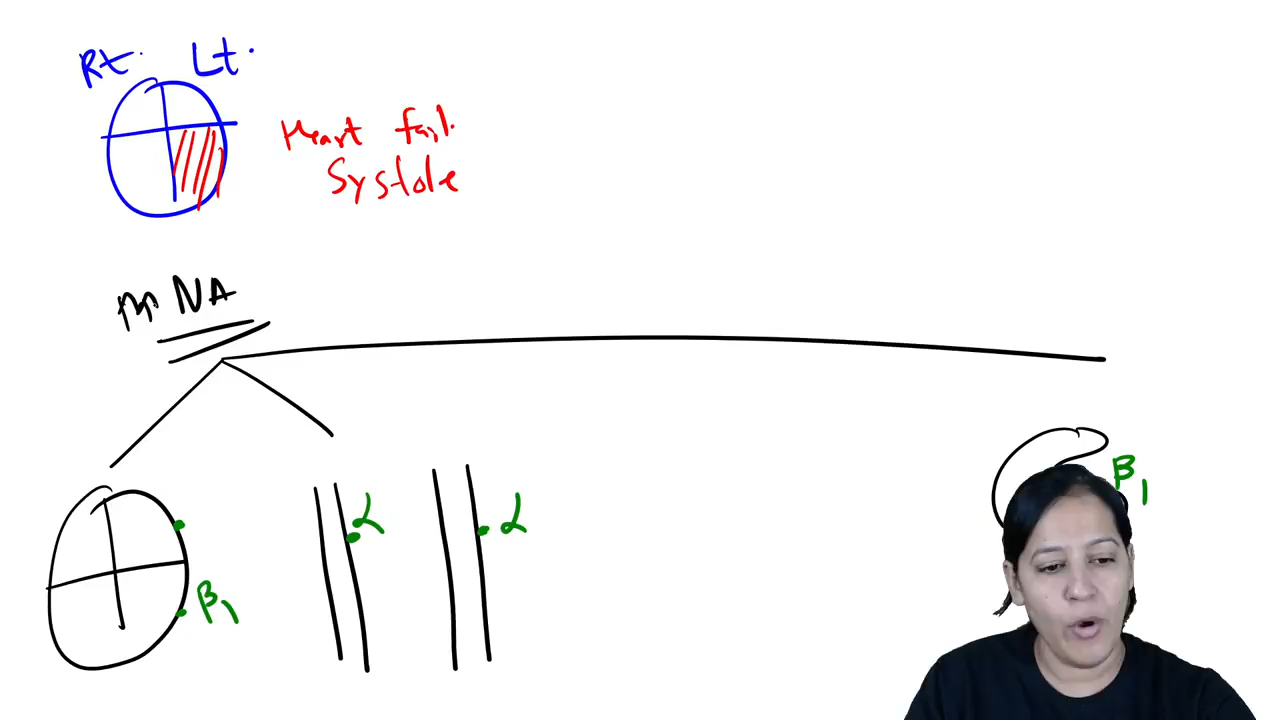 Rt. Lt.
Heart fail.
Systole
NA
β1
α
α
β1